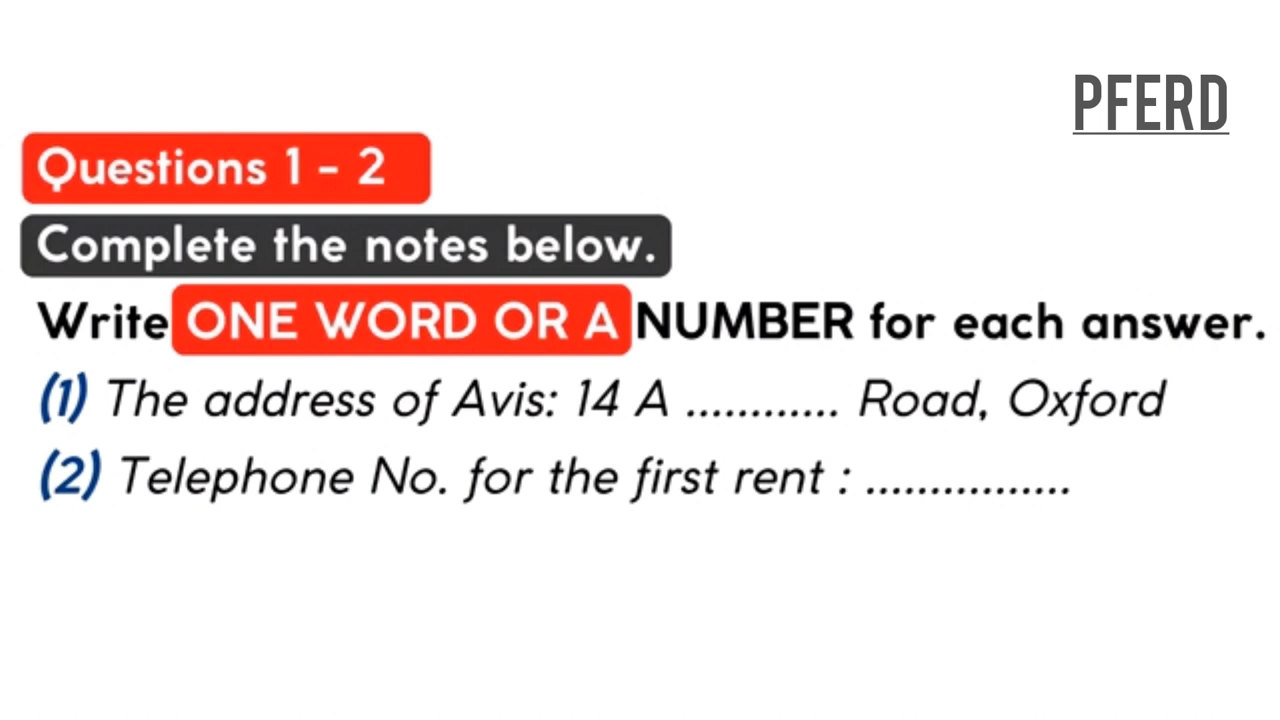 PFERD
Questions 1 - 2
Complete the notes below.
Write ONE WORD OR A NUMBER for each answer.
(1) The address of Avis: 14 A ............ Road, Oxford
(2) Telephone No. for the first rent : ................